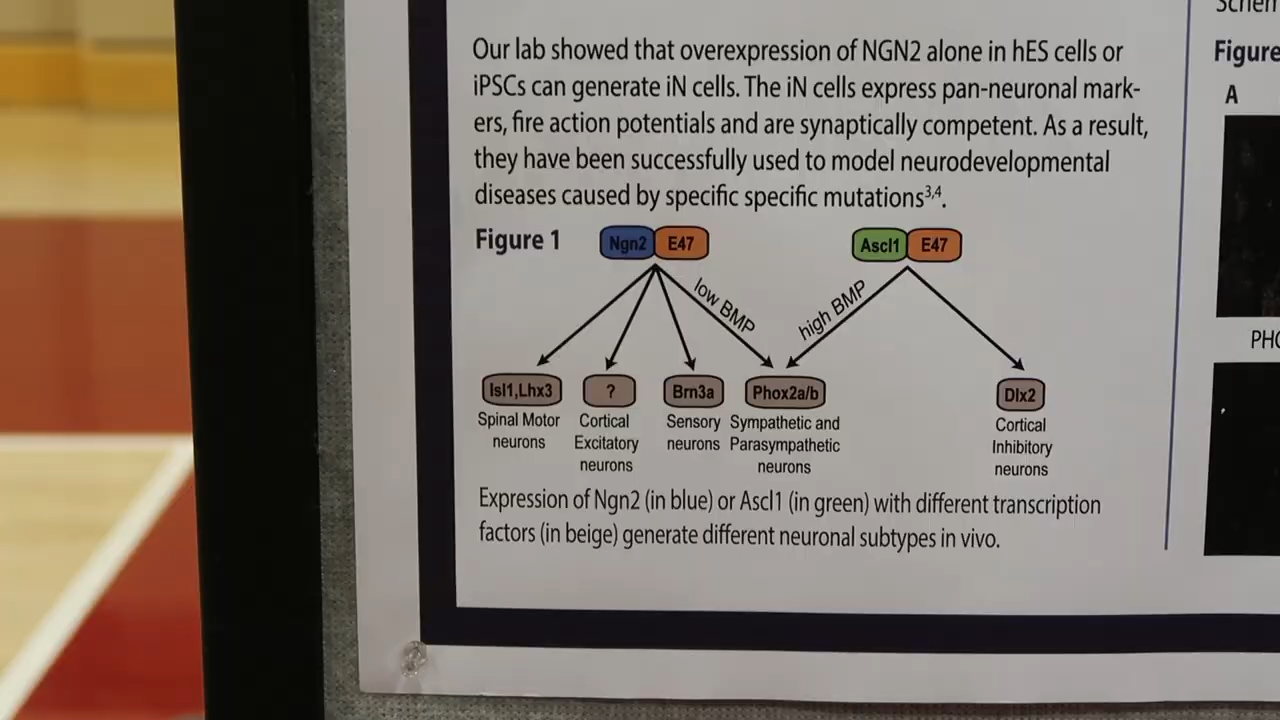 Our lab showed that overexpression of NGN2 alone in hES cells or
iPSCs can generate iN cells. The iN cells express pan-neuronal mark-
ers, fire action potentials and are synaptically competent. As a result,
they have been successfully used to model neurodevelopmental
diseases caused by specific specific mutations3,4.
Figure 1
Ngn2 E47
Ascl1 E47
low BMP
high BMP
Isl1,Lhx3
?
Brn3a
Phox2a/b
Dlx2
Spinal Motor
neurons
Cortical
Excitatory
neurons
Sensory
neurons
Sympathetic and
Parasympathetic
neurons
Cortical
Inhibitory
neurons
Expression of Ngn2 (in blue) or Ascl1 (in green) with different transcription
factors (in beige) generate different neuronal subtypes in vivo.
Figure
A